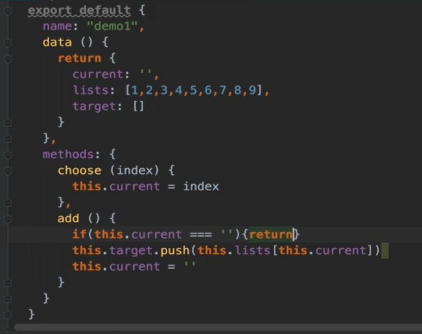 export default {
name: "demo1",
data () {
return {
current: '',
lists: [1,2,3,4,5,6,7,8,9],
target: []
}
},
methods: {
choose (index) {
this.current = index
},
add () {
if(this.current === ''){return}
this.target.push(this.lists[this.current])
this.current = ''
}
}
}